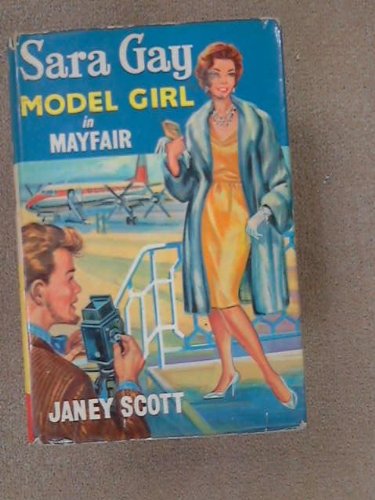 Sara Gay
MODEL GIRL
in
MAYFAIR
JANEY SCOTT